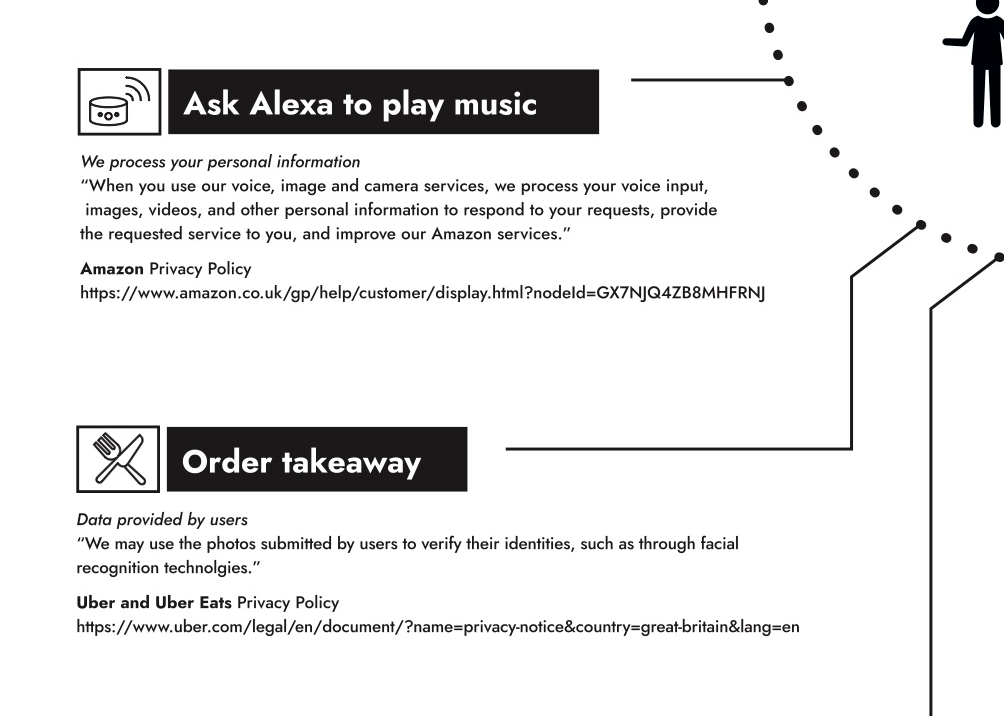 Ask Alexa to play music
We process your personal information
“When you use our voice, image and camera services, we process your voice input,
images, videos, and other personal information to respond to your requests, provide
the requested service to you, and improve our Amazon services.”
Amazon Privacy Policy
https://www.amazon.co.uk/gp/help/customer/display.html?nodeId=GX7NJQ4ZB8MHFRNJ
Order takeaway
Data provided by users
“We may use the photos submitted by users to verify their identities, such as through facial
recognition technolgies.”
Uber and Uber Eats Privacy Policy
https://www.uber.com/legal/en/document/?name=privacy-notice&country=great-britain&lang=en